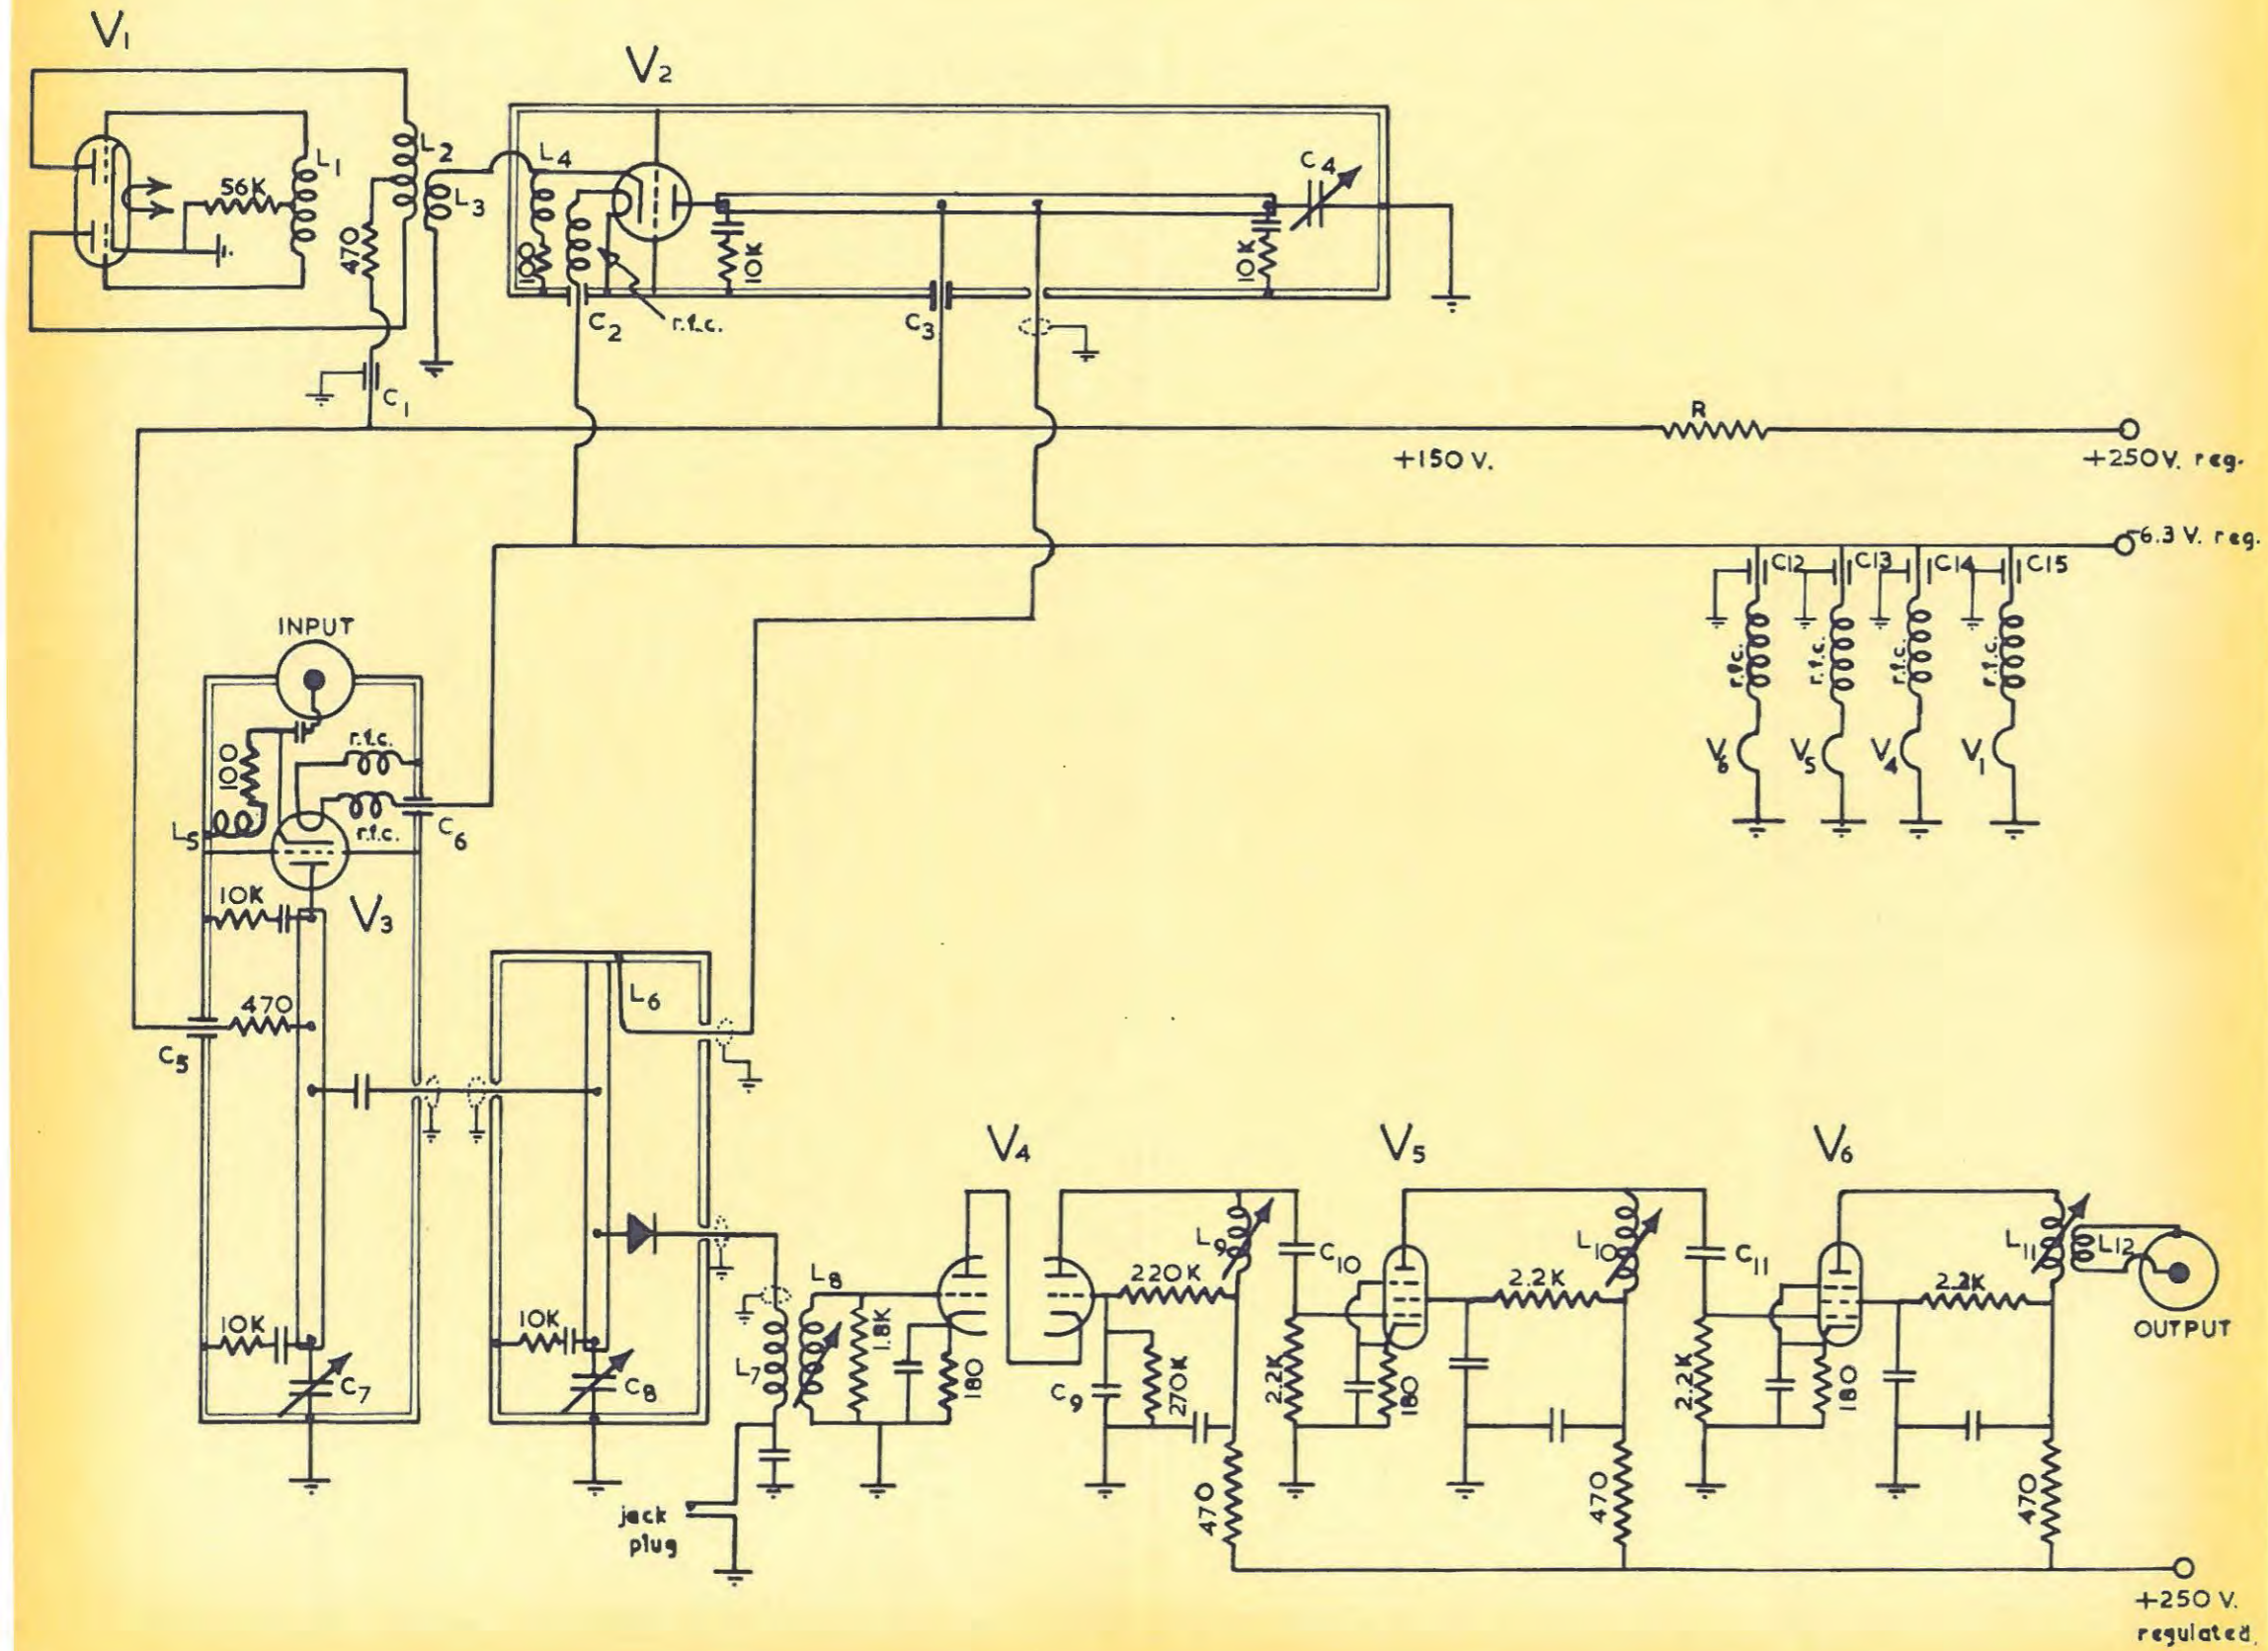 V1
V2
L1
L2
L3
56K
470
C1
L4
100
C2
r.f.c.
10K
C3
10K
C4
R
+150 V.
+250V. reg.
6.3 V. reg.
C12
C13
C14
C15
r.f.c.
r.f.c.
r.f.c.
r.f.c.
V6
V5
V4
V1
INPUT
100
r.f.c.
r.f.c.
L5
C6
10K
V3
470
C5
L6
10K
C7
10K
C8
L7
L8
1.8K
180
jack
plug
V4
V5
V6
L9
220K
C9
270K
470
C10
2.2K
180
L10
2.2K
470
C11
2.2K
180
L11
L12
2.2K
470
OUTPUT
+250 V.
regulated